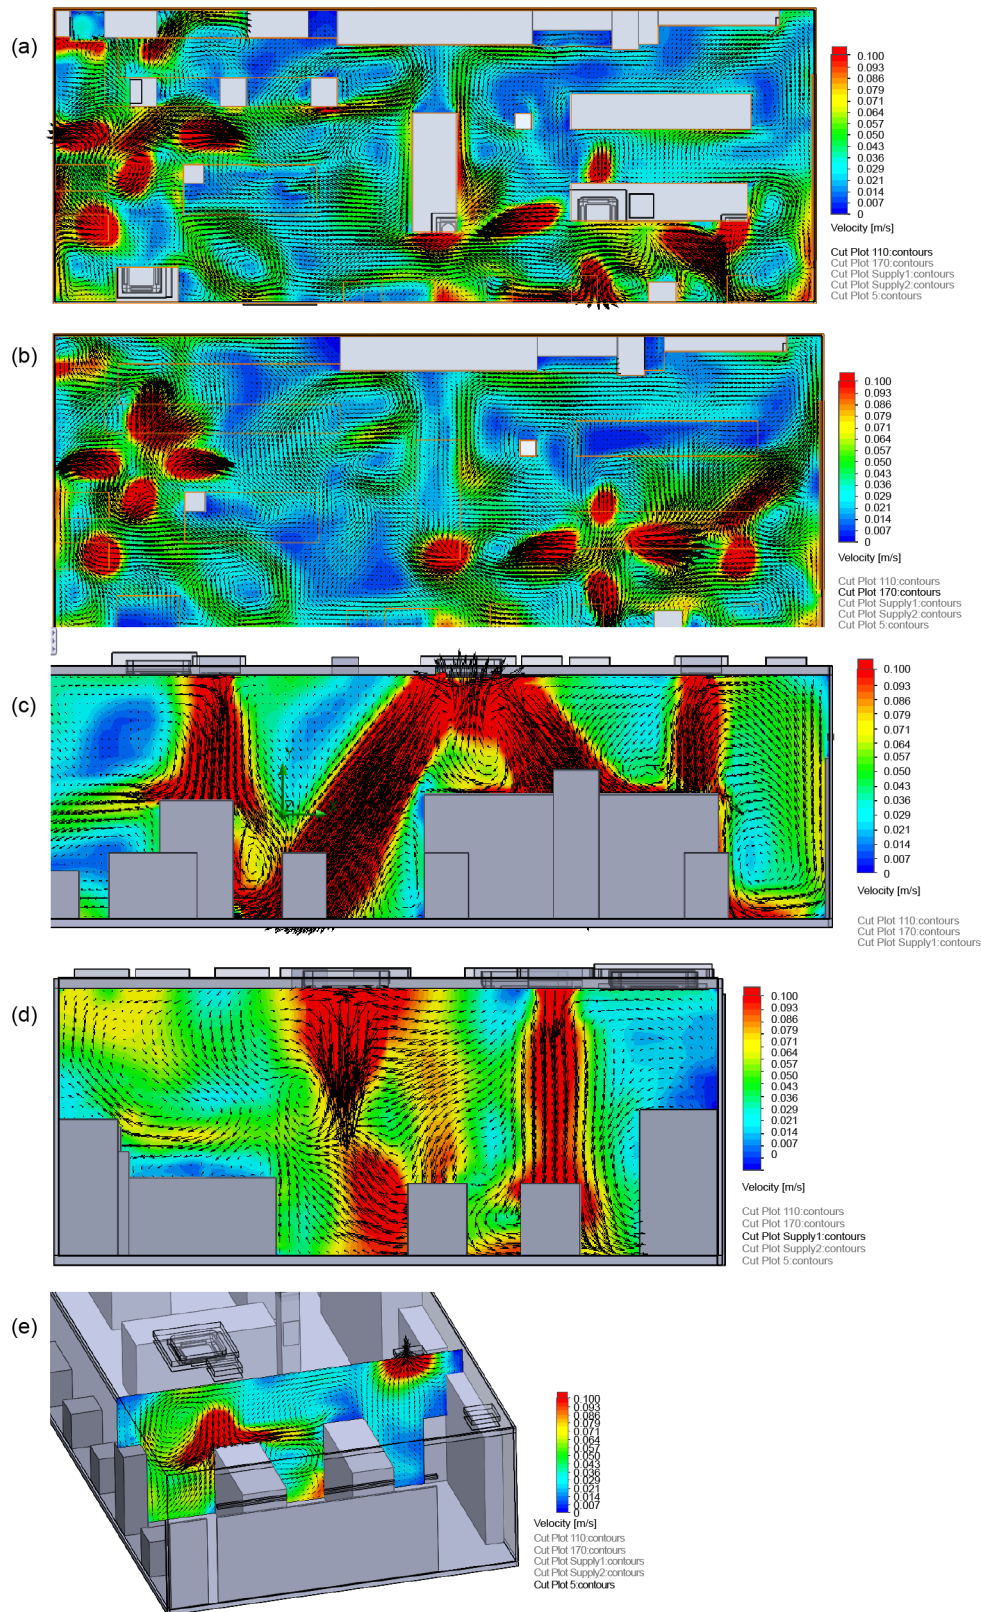 (a)
0.100
0.093
0.086
0.079
0.071
0.064
0.057
0.050
0.043
0.036
0.029
0.021
0.014
0.007
0
Velocity [m/s]
Cut Plot 110:contours
Cut Plot 170:contours
Cut Plot Supply1:contours
Cut Plot Supply2:contours
Cut Plot 5:contours
(b)
0.100
0.093
0.086
0.079
0.071
0.064
0.057
0.050
0.043
0.036
0.029
0.021
0.014
0.007
0
Velocity [m/s]
Cut Plot 110:contours
Cut Plot 170:contours
Cut Plot Supply1:contours
Cut Plot Supply2:contours
Cut Plot 5:contours
(c)
0.100
0.093
0.086
0.079
0.071
0.064
0.057
0.050
0.043
0.036
0.029
0.021
0.014
0.007
0
Velocity [m/s]
Cut Plot 110:contours
Cut Plot 170:contours
Cut Plot Supply1:contours
(d)
0.100
0.093
0.086
0.079
0.071
0.064
0.057
0.050
0.043
0.036
0.029
0.021
0.014
0.007
0
Velocity [m/s]
Cut Plot 110:contours
Cut Plot 170:contours
Cut Plot Supply1:contours
Cut Plot Supply2:contours
Cut Plot 5:contours
(e)
0.100
0.093
0.086
0.079
0.071
0.064
0.057
0.050
0.043
0.036
0.029
0.021
0.014
0.007
0
Velocity [m/s]
Cut Plot 110:contours
Cut Plot 170:contours
Cut Plot Supply1:contours
Cut Plot Supply2:contours
Cut Plot 5:contours